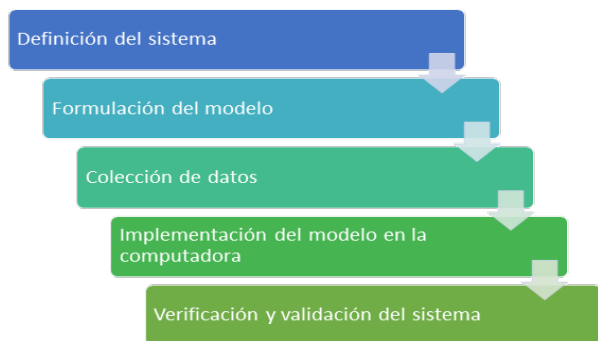 Definición del sistema
Formulación del modelo
Colección de datos
Implementación del modelo en la
computadora
Verificación y validación del sistema